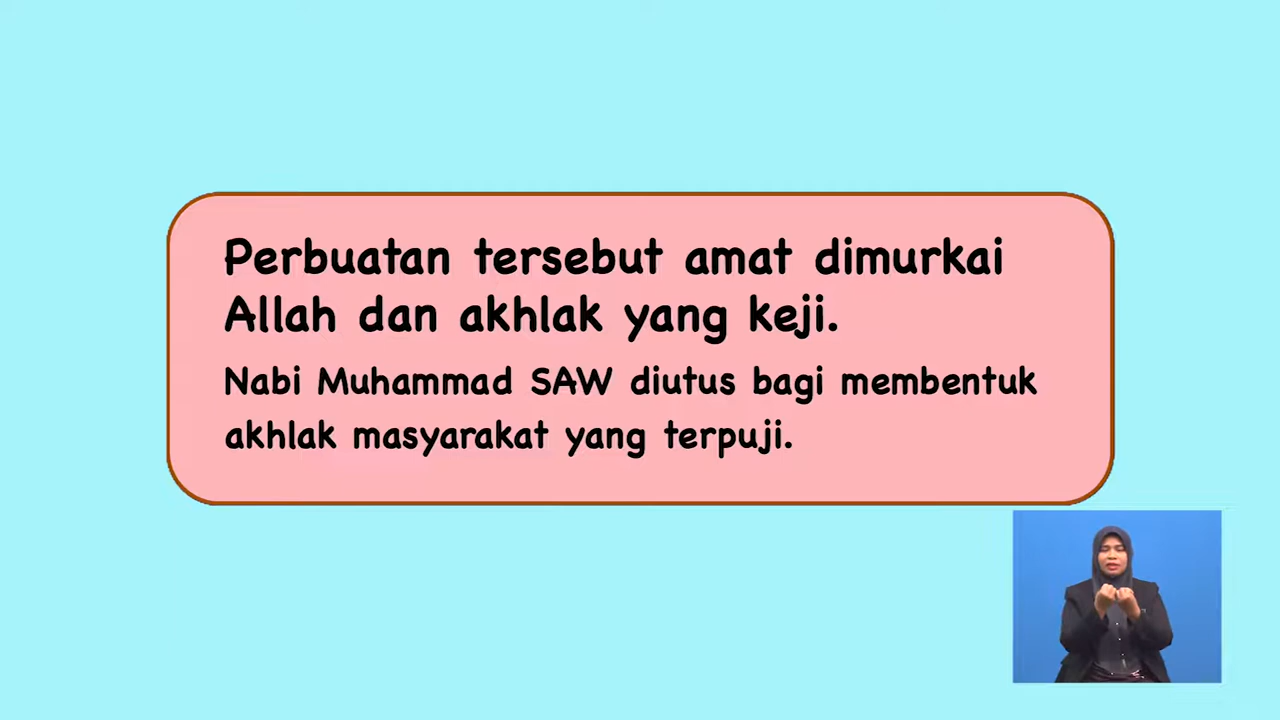 Perbuatan tersebut amat dimurkai
Allah dan akhlak yang keji.
Nabi Muhammad SAW diutus bagi membentuk
akhlak masyarakat yang terpuji.